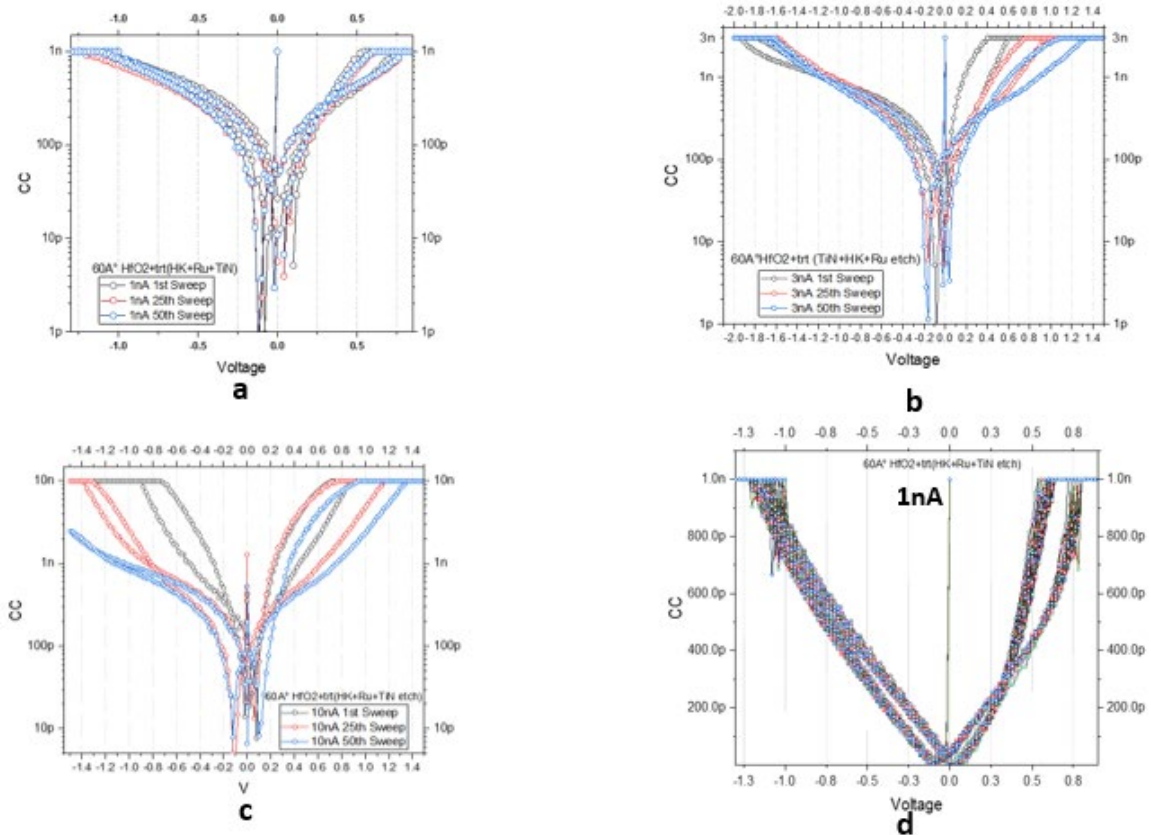 -1.0 -0.5 0.0 0.5
1n 1n
100p 100p
CC
10p 10p
60A° HfO2+trt(HK+Ru+TiN)
1nA 1st Sweep
1nA 25th Sweep
1nA 50th Sweep
1p 1p
-1.0 -0.5 0.0 0.5
Voltage
a
-2.0 -1.8 -1.6 -1.4 -1.2 -1.0 -0.8 -0.6 -0.4 -0.2 0.0 0.2 0.4 0.6 0.8 1.0 1.2 1.4
3n 3n
1n 1n
100p 100p
CC
10p 10p
60A°HfO2+trt (TiN+HK+Ru etch)
3nA 1st Sweep
3nA 25th Sweep
3nA 50th Sweep
1p 1p
-2.0 -1.8 -1.6 -1.4 -1.2 -1.0 -0.8 -0.6 -0.4 -0.2 0.0 0.2 0.4 0.6 0.8 1.0 1.2 1.4
Voltage
b
-1.4 -1.2 -1.0 -0.8 -0.6 -0.4 -0.2 0.0 0.2 0.4 0.6 0.8 1.0 1.2 1.4
10n 10n
1n 1n
CC
100p 100p
60A° HfO2+trt(HK+Ru+TiN etch)
10nA 1st Sweep
10nA 25th Sweep
10nA 50th Sweep
10p 10p
-1.4 -1.2 -1.0 -0.8 -0.6 -0.4 -0.2 0.0 0.2 0.4 0.6 0.8 1.0 1.2 1.4
V
c
-1.3 -1.0 -0.8 -0.5 -0.3 0.0 0.3 0.5 0.8
60A° HfO2+trt(HK+Ru+TiN etch)
1.0n 1nA 1.0n
800.0p 800.0p
600.0p 600.0p
CC
400.0p 400.0p
200.0p 200.0p
-1.3 -1.0 -0.8 -0.5 -0.3 0.0 0.3 0.5 0.8
Voltage
d